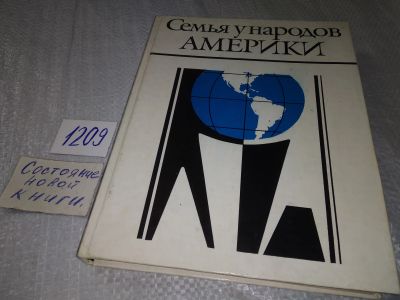 Семья у народов
АМЕРИКИ
1209
Состояние
новой
книги.